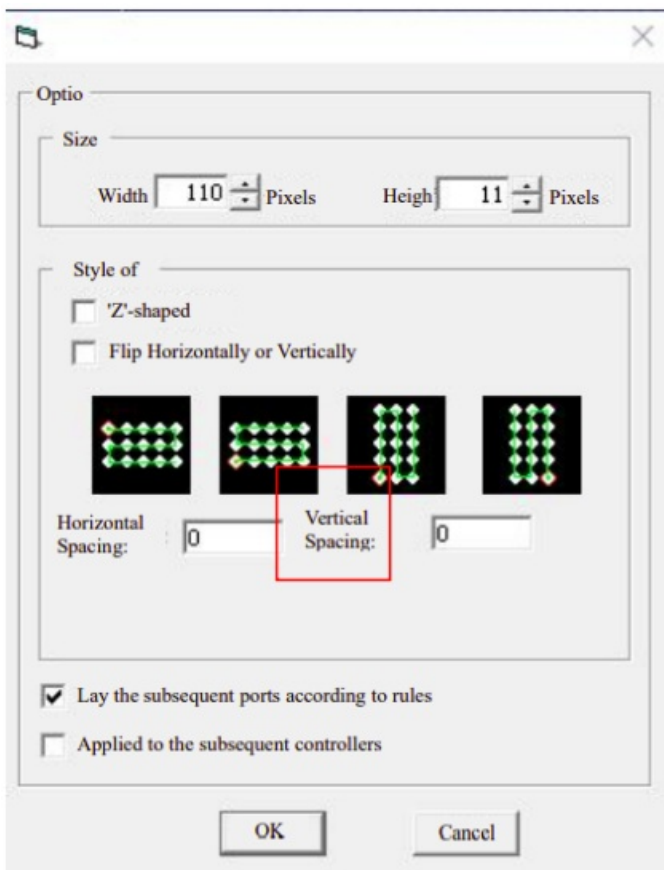 Optio
Size
Width 110 Pixels Heigh 11 Pixels
Style of
'Z'-shaped
Flip Horizontally or Vertically
Horizontal Spacing: 0 Vertical Spacing: 0
Lay the subsequent ports according to rules
Applied to the subsequent controllers
OK Cancel